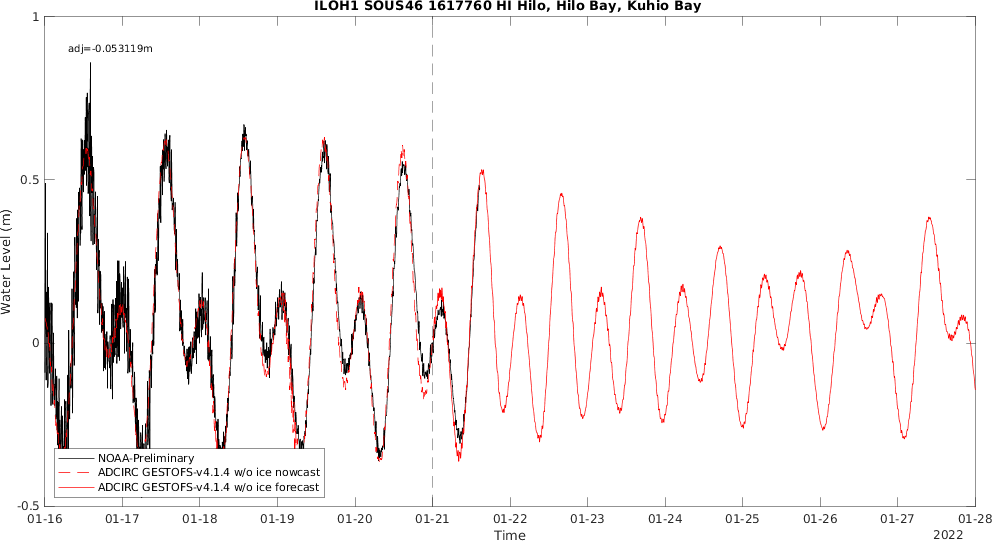 ILOH1 SOUS46 1617760 HI Hilo, Hilo Bay, Kuhio Bay
adj=-0.053119m
1
0.5
0
-0.5
Water Level (m)
NOAA-Preliminary
ADCIRC GESTOFS-v4.1.4 w/o ice nowcast
ADCIRC GESTOFS-v4.1.4 w/o ice forecast
01-16 01-17 01-18 01-19 01-20 01-21 01-22 01-23 01-24 01-25 01-26 01-27 01-28
Time
2022